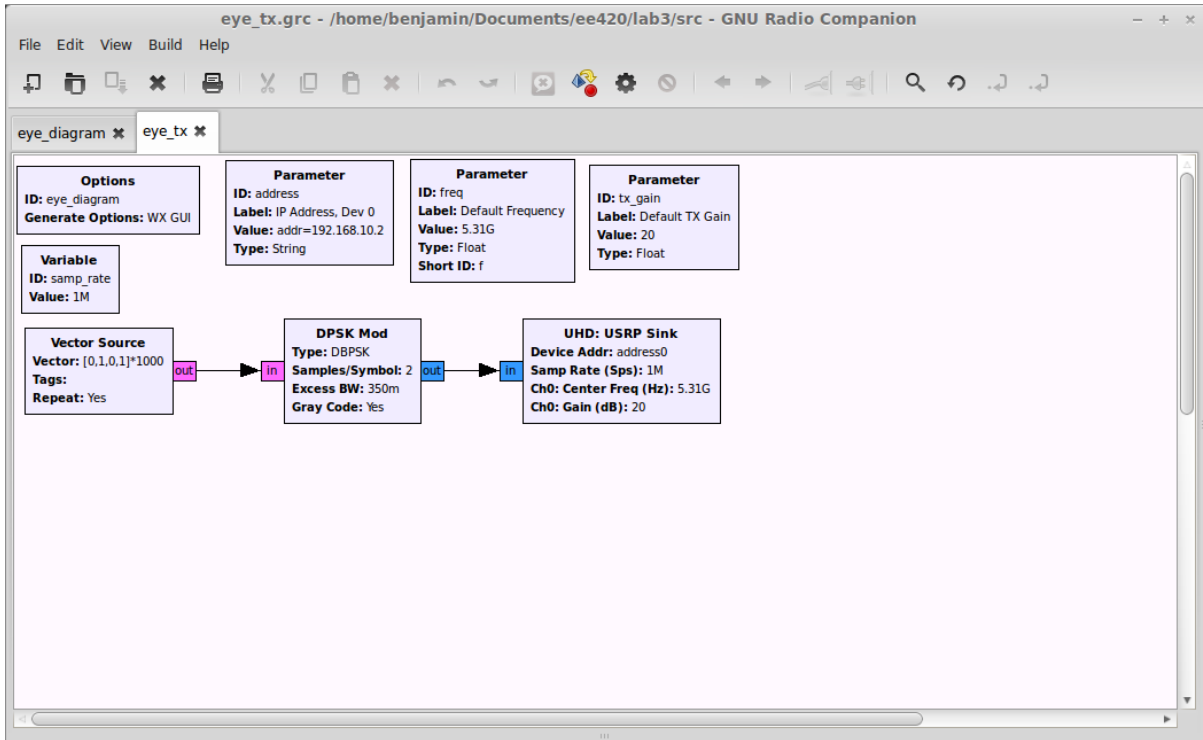 eye_tx.grc - /home/benjamin/Documents/ee420/lab3/src - GNU Radio Companion
File Edit View Build Help
eye_diagram eye_tx
Options
ID: eye_diagram
Generate Options: WX GUI
Parameter
ID: address
Label: IP Address, Dev 0
Value: addr=192.168.10.2
Type: String
Parameter
ID: freq
Label: Default Frequency
Value: 5.31G
Type: Float
Short ID: f
Parameter
ID: tx_gain
Label: Default TX Gain
Value: 20
Type: Float
Variable
ID: samp_rate
Value: 1M
Vector Source
Vector: [0,1,0,1]*1000
Tags:
Repeat: Yes
out
in
DPSK Mod
Type: DBPSK
Samples/Symbol: 2
Excess BW: 350m
Gray Code: Yes
out
in
UHD: USRP Sink
Device Addr: address0
Samp Rate (Sps): 1M
Ch0: Center Freq (Hz): 5.31G
Ch0: Gain (dB): 20